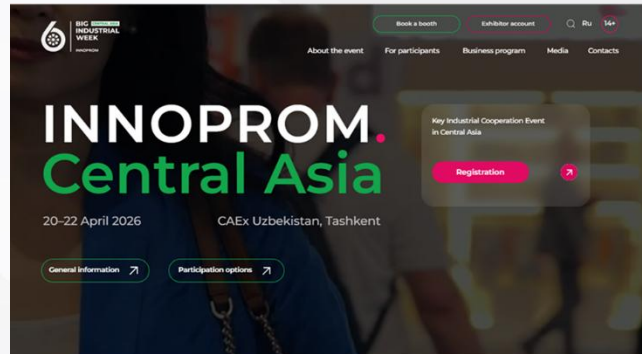 BIG CENTRAL ASIA
INDUSTRIAL
WEEK
INNOPROM
Book a booth
Exhibitor account
Ru
14+
About the event
For participants
Business program
Media
Contacts
INNOPROM.
Central Asia
Key Industrial Cooperation Event
in Central Asia
Registration
20–22 April 2026
CAEx Uzbekistan, Tashkent
General information
Participation options